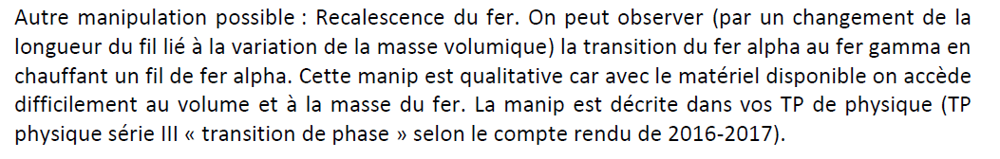 Autre manipulation possible : Recalescence du fer. On peut observer (par un changement de la
longueur du fil lié à la variation de la masse volumique) la transition du fer alpha au fer gamma en
chauffant un fil de fer alpha. Cette manip est qualitative car avec le matériel disponible on accède
difficilement au volume et à la masse du fer. La manip est décrite dans vos TP de physique (TP
physique série III « transition de phase » selon le compte rendu de 2016-2017).